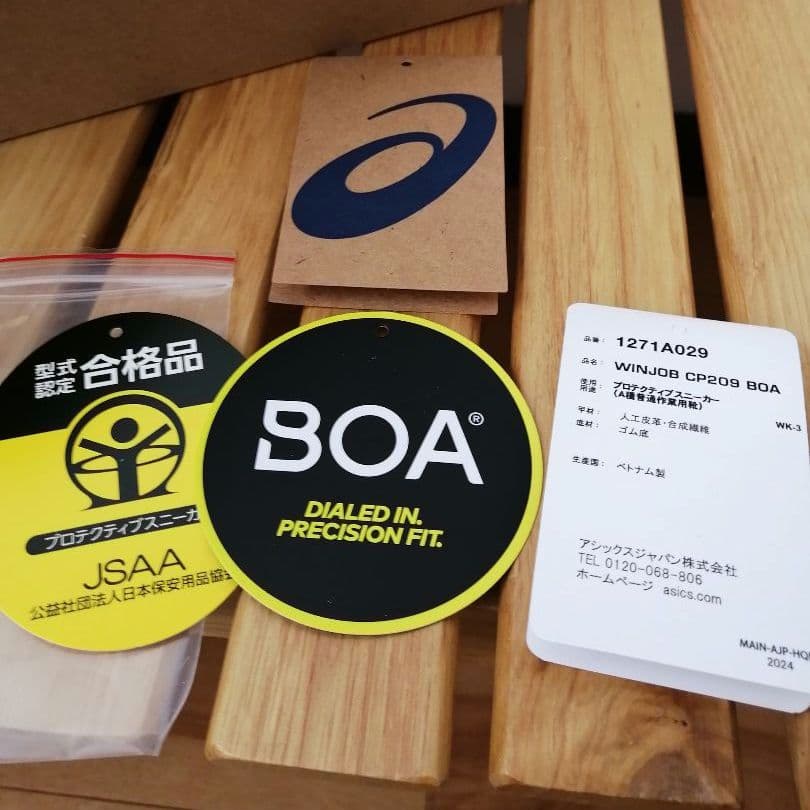 型式
認定 合格品
プロテクティブスニーカ
JSAA
公益社団法人日本保安用品協
BOA®
DIALED IN.
PRECISION FIT.
品番： 1271A029
品名： WINJOB CP209 BOA
使用
用途： プロテクティブスニーカー
(A種普通作業用靴)
WK-3
甲材： 人工皮革・合成繊維
底材： ゴム底
生産国： ベトナム製
アシックスジャパン株式会社
TEL 0120-068-806
ホームページ asics.com
MAIN-AJP-HQ
2024